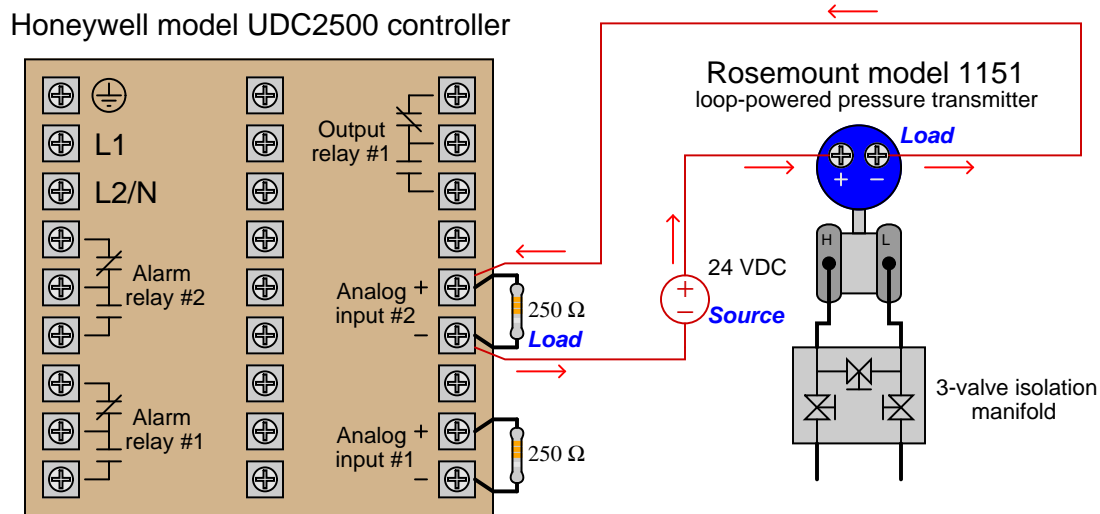 Honeywell model UDC2500 controller
L1
L2/N
Alarm
relay #2
Alarm
relay #1
Output
relay #1
Analog +
input #2
−
Analog +
input #1
−
250 Ω
Load
250 Ω
24 VDC
+
−
Source
Rosemount model 1151
loop-powered pressure transmitter
Load
+ −
H L
3-valve isolation
manifold